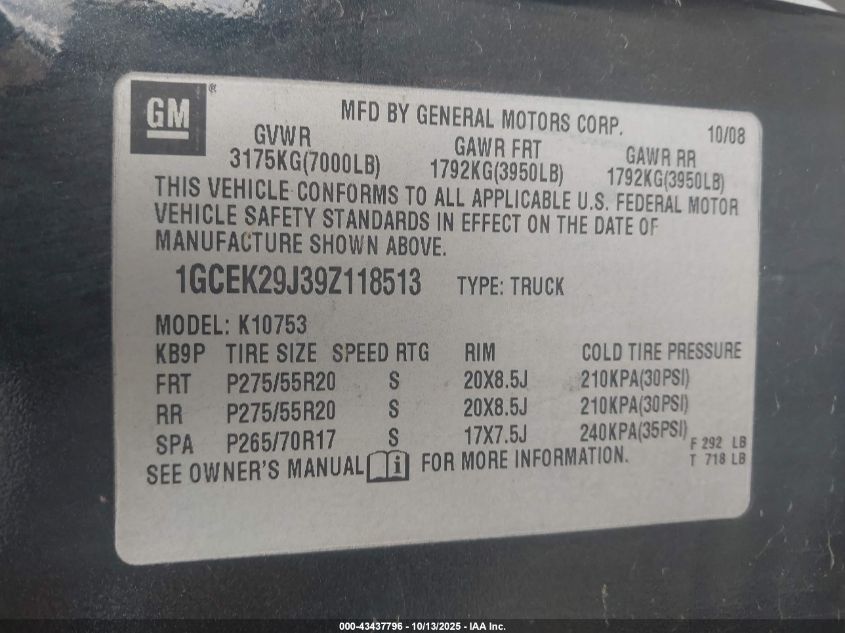 GM ®
MFD BY GENERAL MOTORS CORP. 10/08
GVWR GAWR FRT GAWR RR
3175KG(7000LB) 1792KG(3950LB) 1792KG(3950LB)
THIS VEHICLE CONFORMS TO ALL APPLICABLE U.S. FEDERAL MOTOR
VEHICLE SAFETY STANDARDS IN EFFECT ON THE DATE OF
MANUFACTURE SHOWN ABOVE.
1GCEK29J39Z118513 TYPE: TRUCK
MODEL: K10753
KB9P TIRE SIZE SPEED RTG RIM COLD TIRE PRESSURE
FRT P275/55R20 S 20X8.5J 210KPA(30PSI)
RR P275/55R20 S 20X8.5J 210KPA(30PSI)
SPA P265/70R17 S 17X7.5J 240KPA(35PSI) F 292 LB
T 718 LB
SEE OWNER'S MANUAL i FOR MORE INFORMATION.
000-43437796 - 10/13/2025 - IAA Inc.